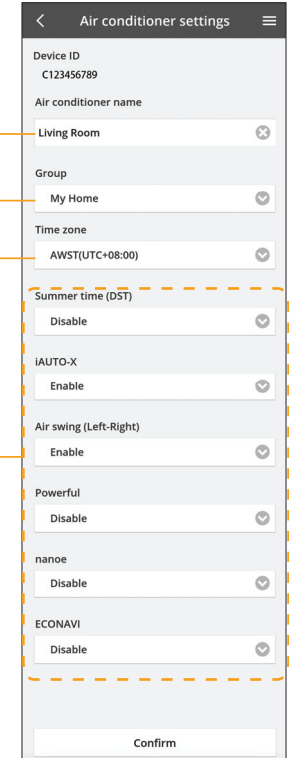 Air conditioner settings
Device ID
C123456789
Air conditioner name
Living Room
Group
My Home
Time zone
AWST(UTC+08:00)
Summer time (DST)
Disable
iAUTO-X
Enable
Air swing (Left-Right)
Enable
Powerful
Disable
nanoe
Disable
ECONAVI
Disable
Confirm